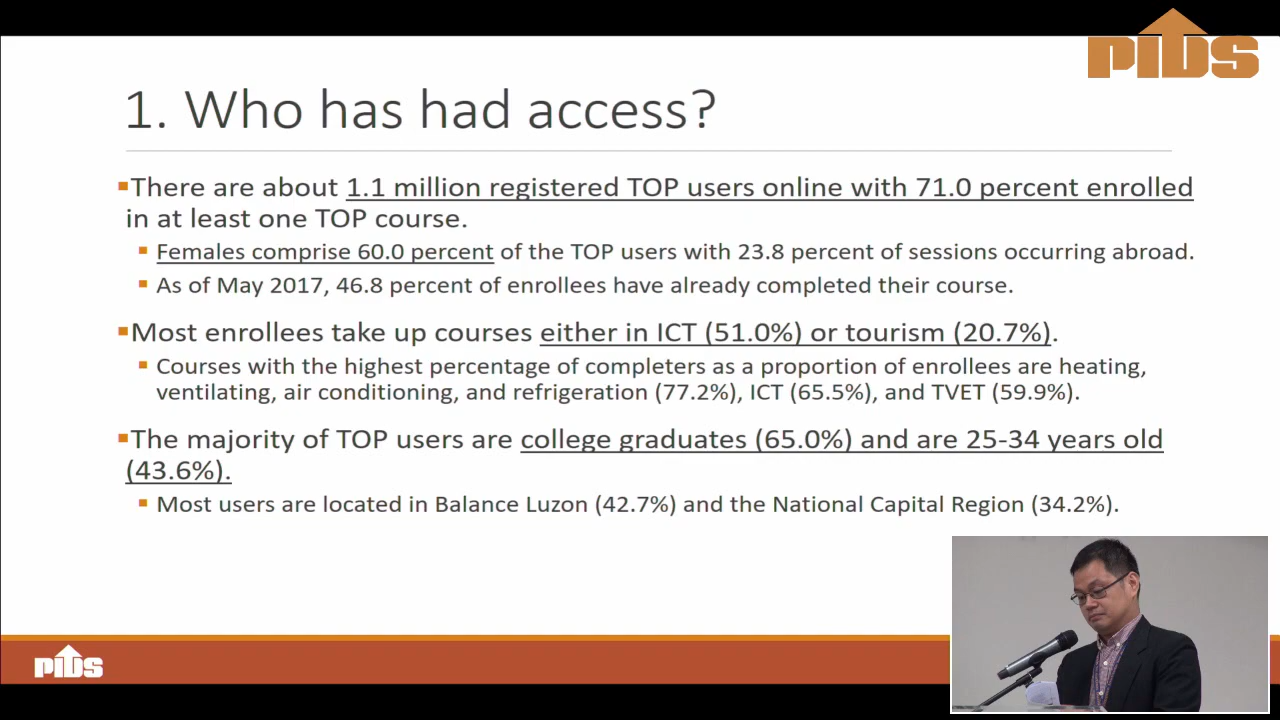 PIDS
1. Who has had access?
▪There are about 1.1 million registered TOP users online with 71.0 percent enrolled
in at least one TOP course.
▪ Females comprise 60.0 percent of the TOP users with 23.8 percent of sessions occurring abroad.
▪ As of May 2017, 46.8 percent of enrollees have already completed their course.
▪Most enrollees take up courses either in ICT (51.0%) or tourism (20.7%).
▪ Courses with the highest percentage of completers as a proportion of enrollees are heating,
ventilating, air conditioning, and refrigeration (77.2%), ICT (65.5%), and TVET (59.9%).
▪The majority of TOP users are college graduates (65.0%) and are 25-34 years old
(43.6%).
▪ Most users are located in Balance Luzon (42.7%) and the National Capital Region (34.2%).
PIDS